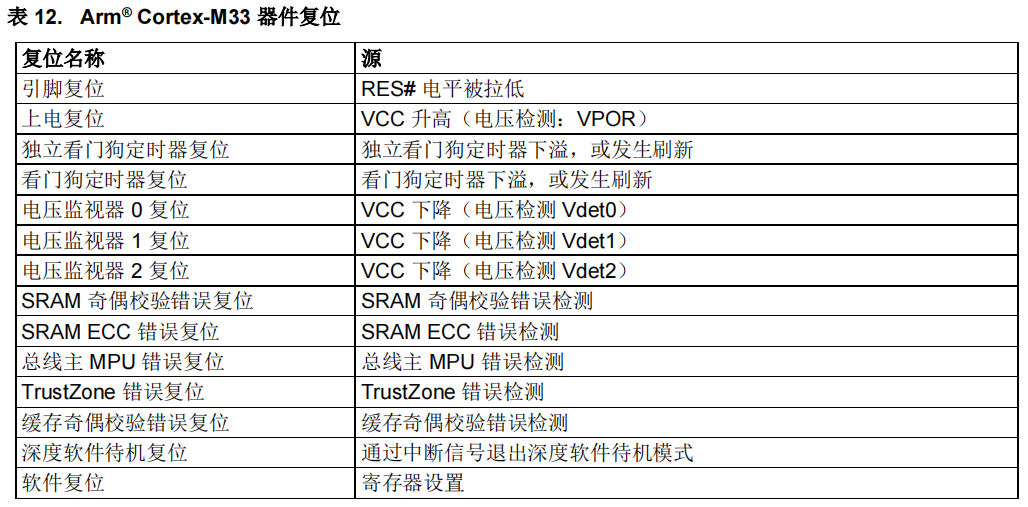 表 12. Arm® Cortex-M33 器件复位
复位名称 源
引脚复位 RES# 电平被拉低
上电复位 VCC 升高（电压检测：VPOR）
独立看门狗定时器复位 独立看门狗定时器下溢，或发生刷新
看门狗定时器复位 看门狗定时器下溢，或发生刷新
电压监视器 0 复位 VCC 下降（电压检测 Vdet0）
电压监视器 1 复位 VCC 下降（电压检测 Vdet1）
电压监视器 2 复位 VCC 下降（电压检测 Vdet2）
SRAM 奇偶校验错误复位 SRAM 奇偶校验错误检测
SRAM ECC 错误复位 SRAM ECC 错误检测
总线主 MPU 错误复位 总线主 MPU 错误检测
TrustZone 错误复位 TrustZone 错误检测
缓存奇偶校验错误复位 缓存奇偶校验错误检测
深度软件待机复位 通过中断信号退出深度软件待机模式
软件复位 寄存器设置